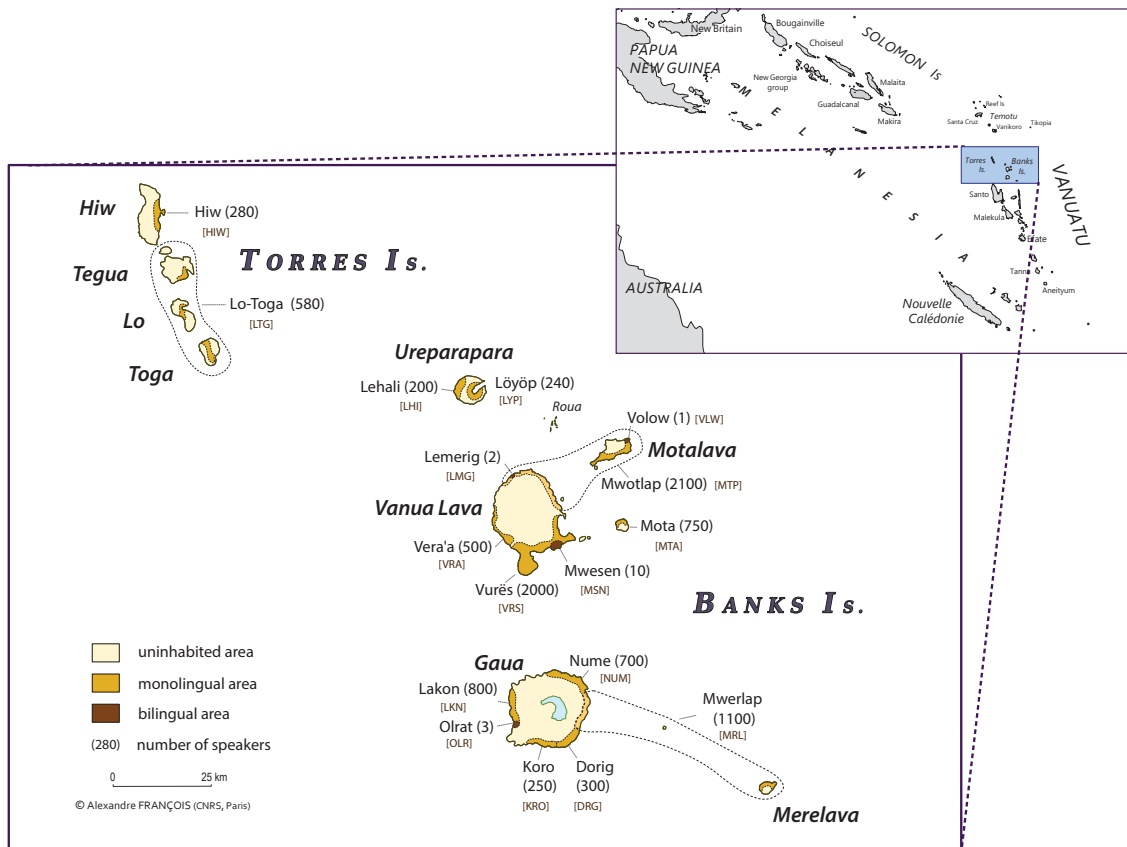 New Britain
Bougainville
Choiseul
SOLOMON Is
PAPUA
NEW GUINEA
New Georgia
group
Malaita
Guadalcanal
Makira
Reef Is
Temotu
Santa Cruz
Vanikoro
Tikopia
MELANESIA
Torres
Is.
Banks
Is.
VANUATU
Santo
Malekula
Efate
Tanna
Aneityum
AUSTRALIA
Nouvelle
Calédonie
Hiw
Hiw (280)
[HIW]
TORRES Is.
Tegua
Lo-Toga (580)
[LTG]
Lo
Toga
Ureparapara
Lehali (200)
[LHI]
Löyöp (240)
[LYP]
Roua
Volow (1) [VLW]
Motalava
Lemerig (2)
[LMG]
Mwotlap (2100) [MTP]
Vanua Lava
Mota (750)
[MTA]
Vera'a (500)
[VRA]
Mwesen (10)
[MSN]
Vurës (2000)
[VRS]
BANKS Is.
uninhabited area
monolingual area
bilingual area
(280) number of speakers
0 25 km
© Alexandre FRANÇOIS (CNRS, Paris)
Gaua
Nume (700)
[NUM]
Lakon (800)
[LKN]
Mwerlap
(1100)
[MRL]
Olrat (3)
[OLR]
Koro
(250)
[KRO]
Dorig
(300)
[DRG]
Merelava